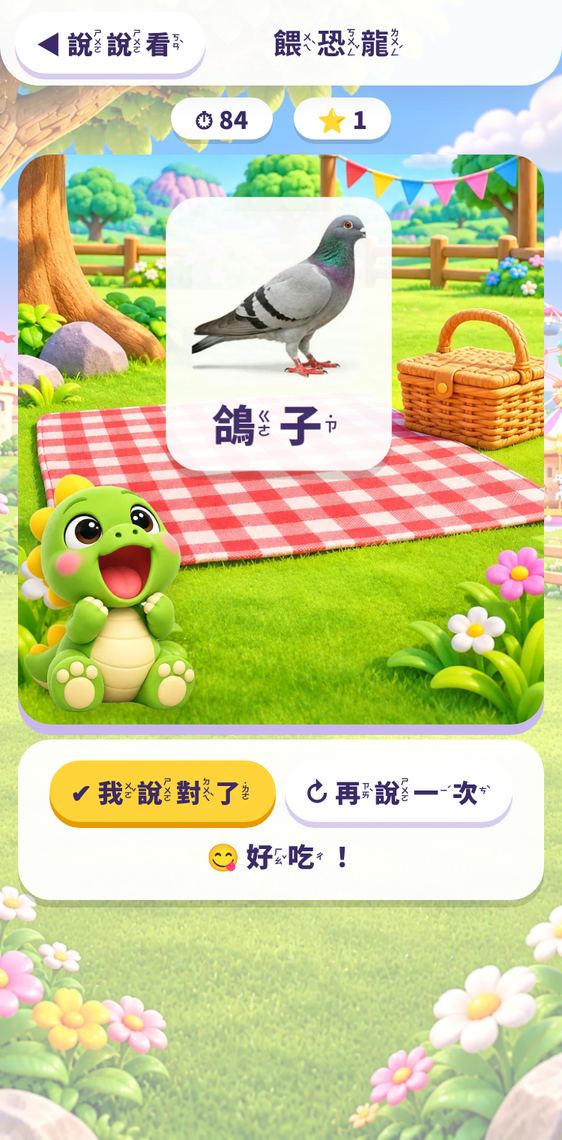 ◀ 說ㄕㄨㄛ說ㄕㄨㄛ看ㄎㄢˋ
餵ㄨㄟˋ恐ㄎㄨㄥˇ龍ㄌㄨㄥˊ
⏱ 84
⭐ 1
鴿ㄍㄜ子˙ㄗ
✔ 我ㄨㄛˇ說ㄕㄨㄛ對ㄉㄨㄟˋ了˙ㄌㄜ
↻ 再ㄗㄞˋ說ㄕㄨㄛ一ㄧˊ次ㄘˋ
😋 好ㄏㄠˇ吃ㄔ！